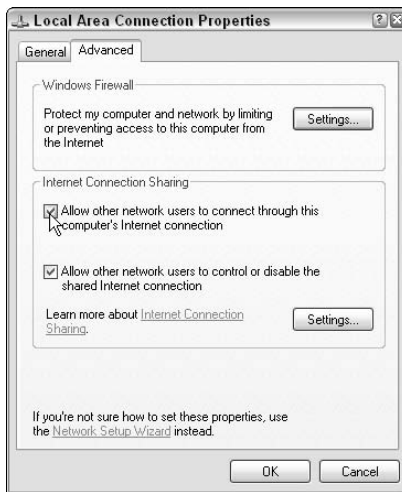 Local Area Connection Properties
General Advanced
Windows Firewall
Protect my computer and network by limiting
or preventing access to this computer from
the Internet
Settings...
Internet Connection Sharing
Allow other network users to connect through this
computer's Internet connection
Allow other network users to control or disable the
shared Internet connection
Learn more about Internet Connection
Sharing.
Settings...
If you're not sure how to set these properties, use
the Network Setup Wizard instead.
OK Cancel